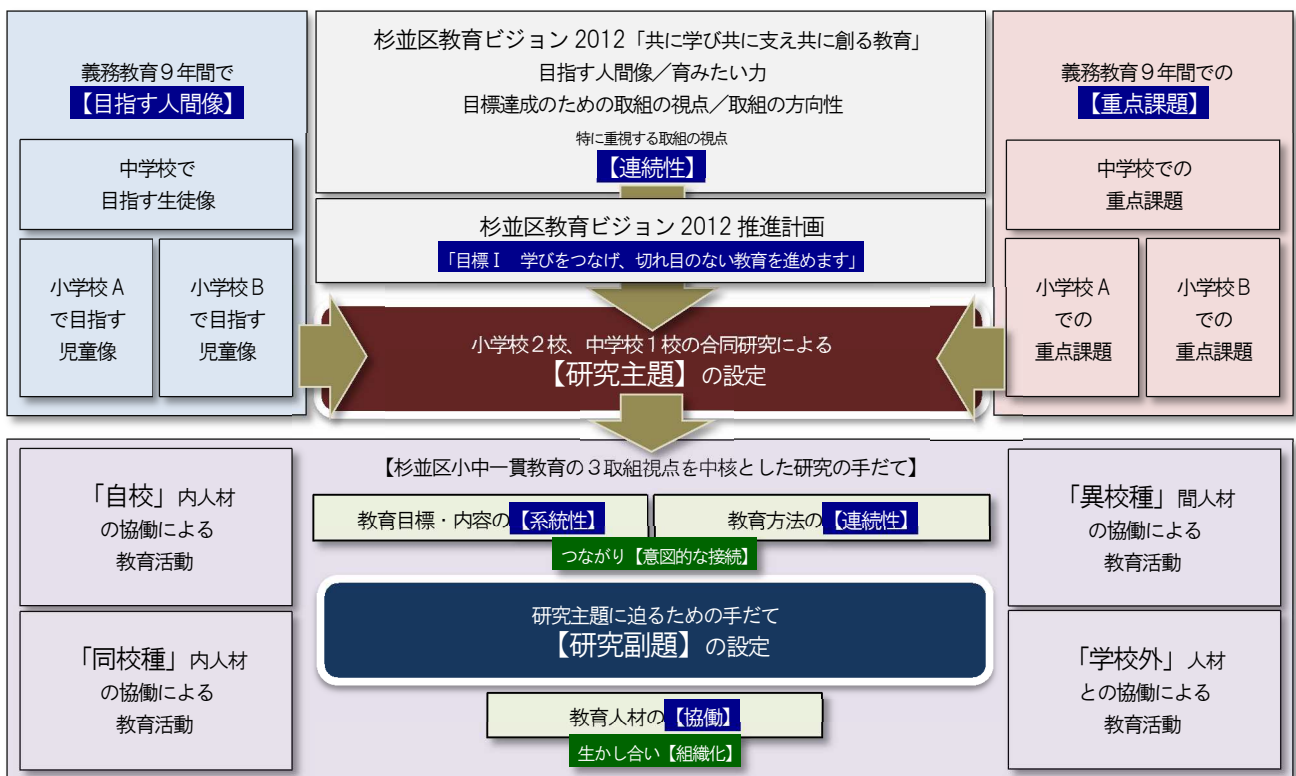 義務教育９年間で
【目指す人間像】
中学校で
目指す生徒像
小学校Ａ
で目指す
児童像
小学校Ｂ
で目指す
児童像
杉並区教育ビジョン 2012「共に学び共に支え共に創る教育」
目指す人間像／育みたい力
目標達成のための取組の視点／取組の方向性
特に重視する取組の視点
【連続性】
杉並区教育ビジョン 2012 推進計画
「目標Ⅰ　学びをつなげ、切れ目のない教育を進めます」
小学校２校、中学校１校の合同研究による
【研究主題】の設定
義務教育９年間での
【重点課題】
中学校での
重点課題
小学校Ａ
での
重点課題
小学校Ｂ
での
重点課題
【杉並区小中一貫教育の３取組視点を中核とした研究の手だて】
「自校」内人材
の協働による
教育活動
「同校種」内人材
の協働による
教育活動
教育目標・内容の【系統性】
教育方法の【連続性】
つながり【意図的な接続】
研究主題に迫るための手だて
【研究副題】の設定
教育人材の【協働】
生かし合い【組織化】
「異校種」間人材
の協働による
教育活動
「学校外」人材
との協働による
教育活動